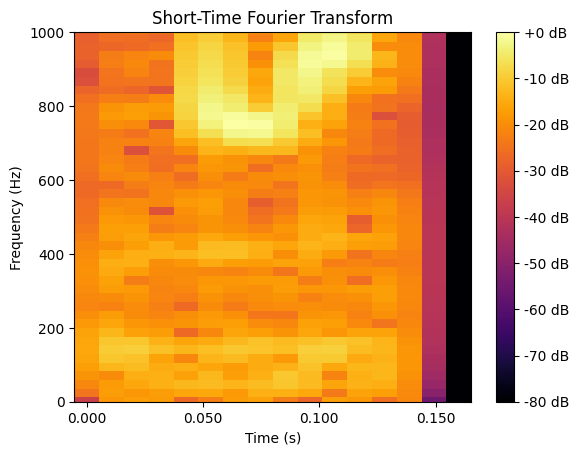 Short-Time Fourier Transform
Frequency (Hz)
1000
800
600
400
200
0
0.000
0.050
0.100
0.150
Time (s)
+0 dB
-10 dB
-20 dB
-30 dB
-40 dB
-50 dB
-60 dB
-70 dB
-80 dB